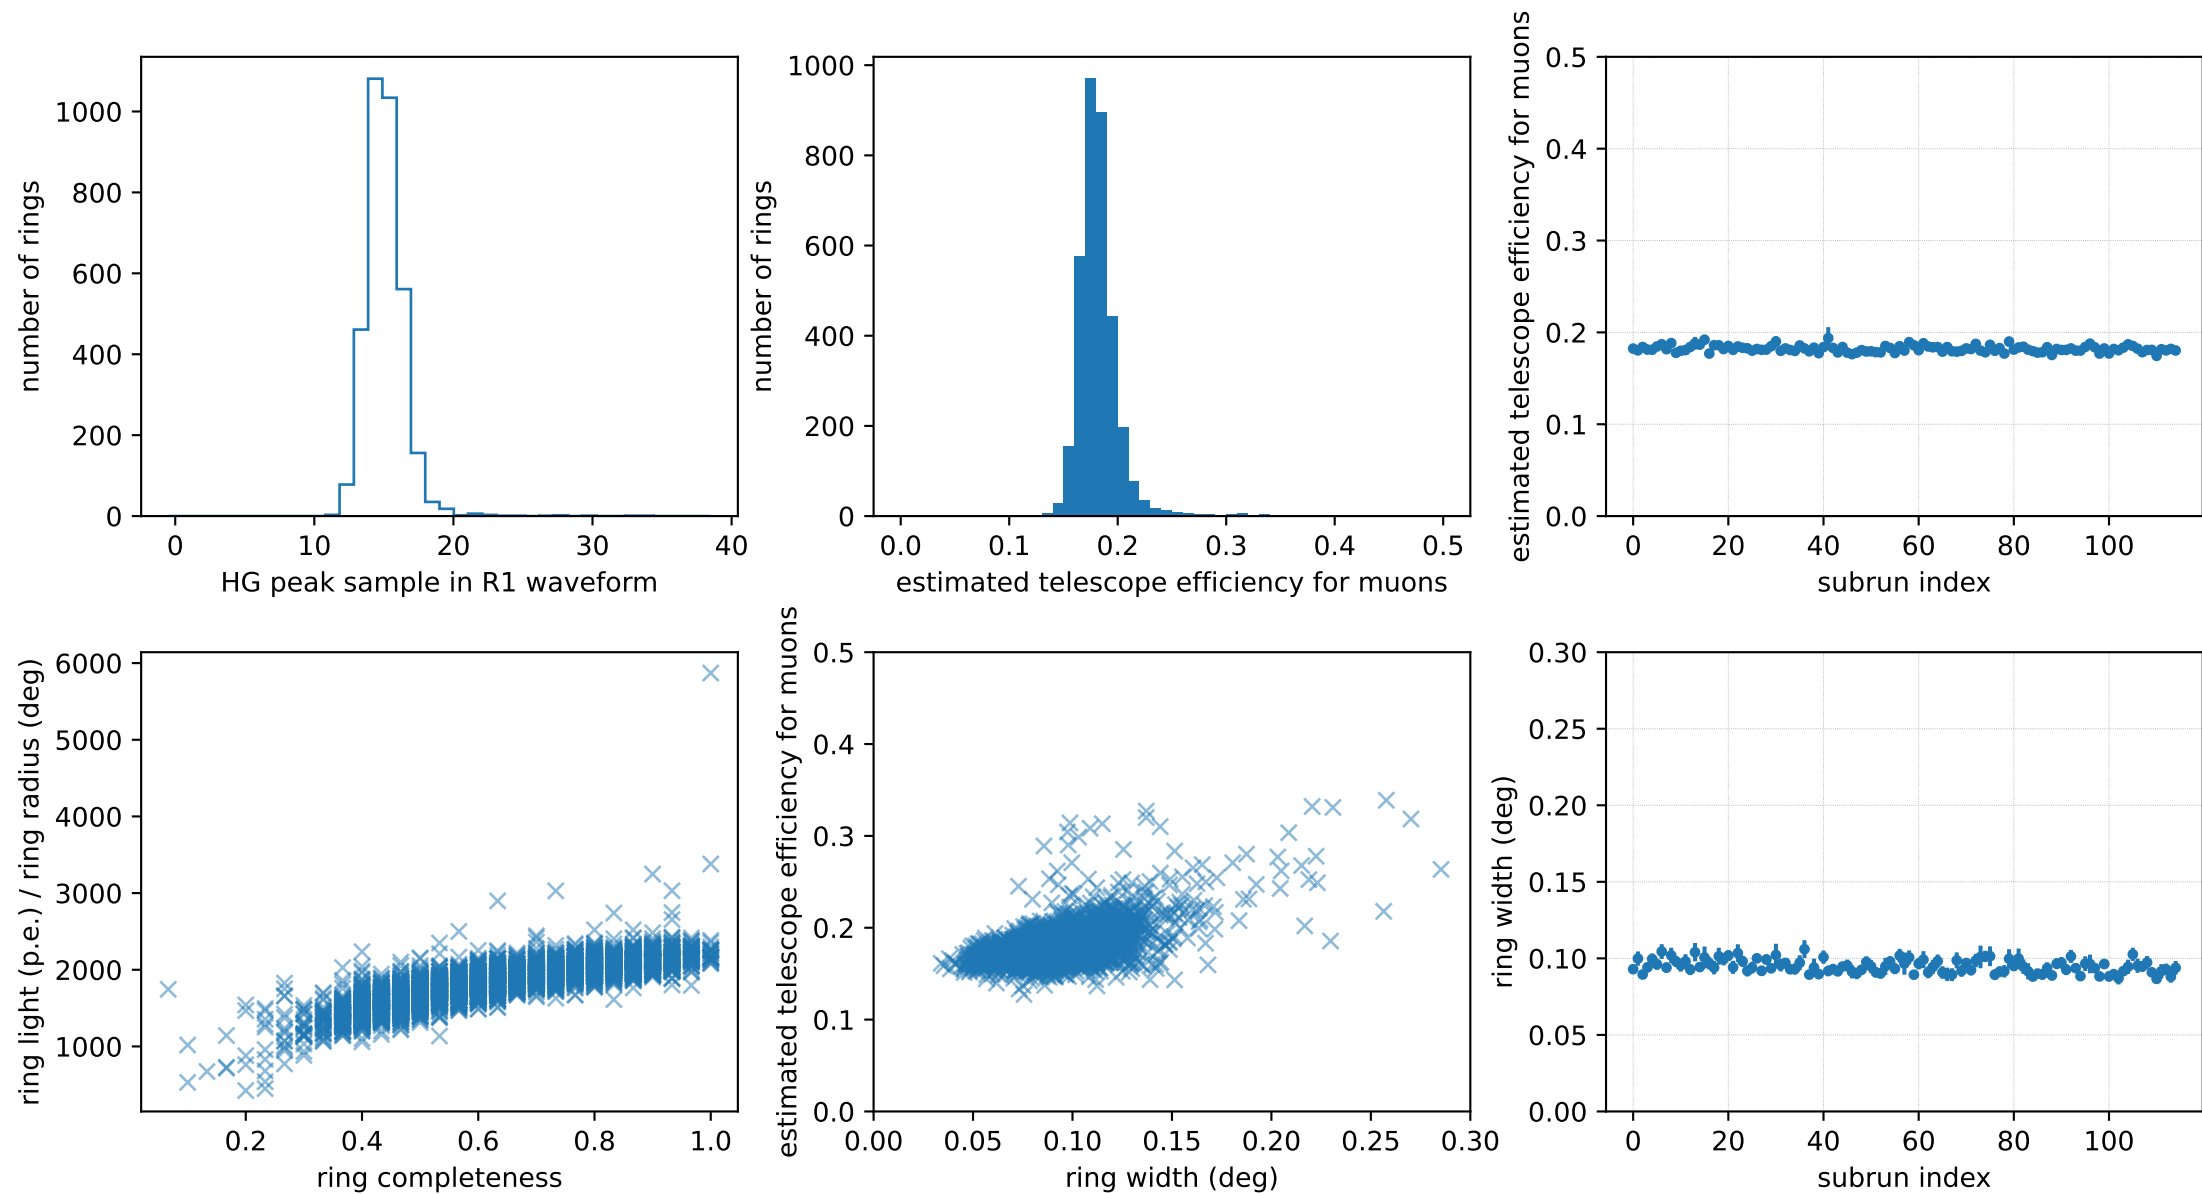 number of rings
1000
800
600
400
200
0
0 10 20 30 40
HG peak sample in R1 waveform
number of rings
1000
800
600
400
200
0
0.0 0.1 0.2 0.3 0.4 0.5
estimated telescope efficiency for muons
estimated telescope efficiency for muons
0.5
0.4
0.3
0.2
0.1
0.0
0 20 40 60 80 100
subrun index
ring light (p.e.) / ring radius (deg)
6000
5000
4000
3000
2000
1000
0.2 0.4 0.6 0.8 1.0
ring completeness
estimated telescope efficiency for muons
0.5
0.4
0.3
0.2
0.1
0.0
0.00 0.05 0.10 0.15 0.20 0.25 0.30
ring width (deg)
ring width (deg)
0.30
0.25
0.20
0.15
0.10
0.05
0.00
0 20 40 60 80 100
subrun index